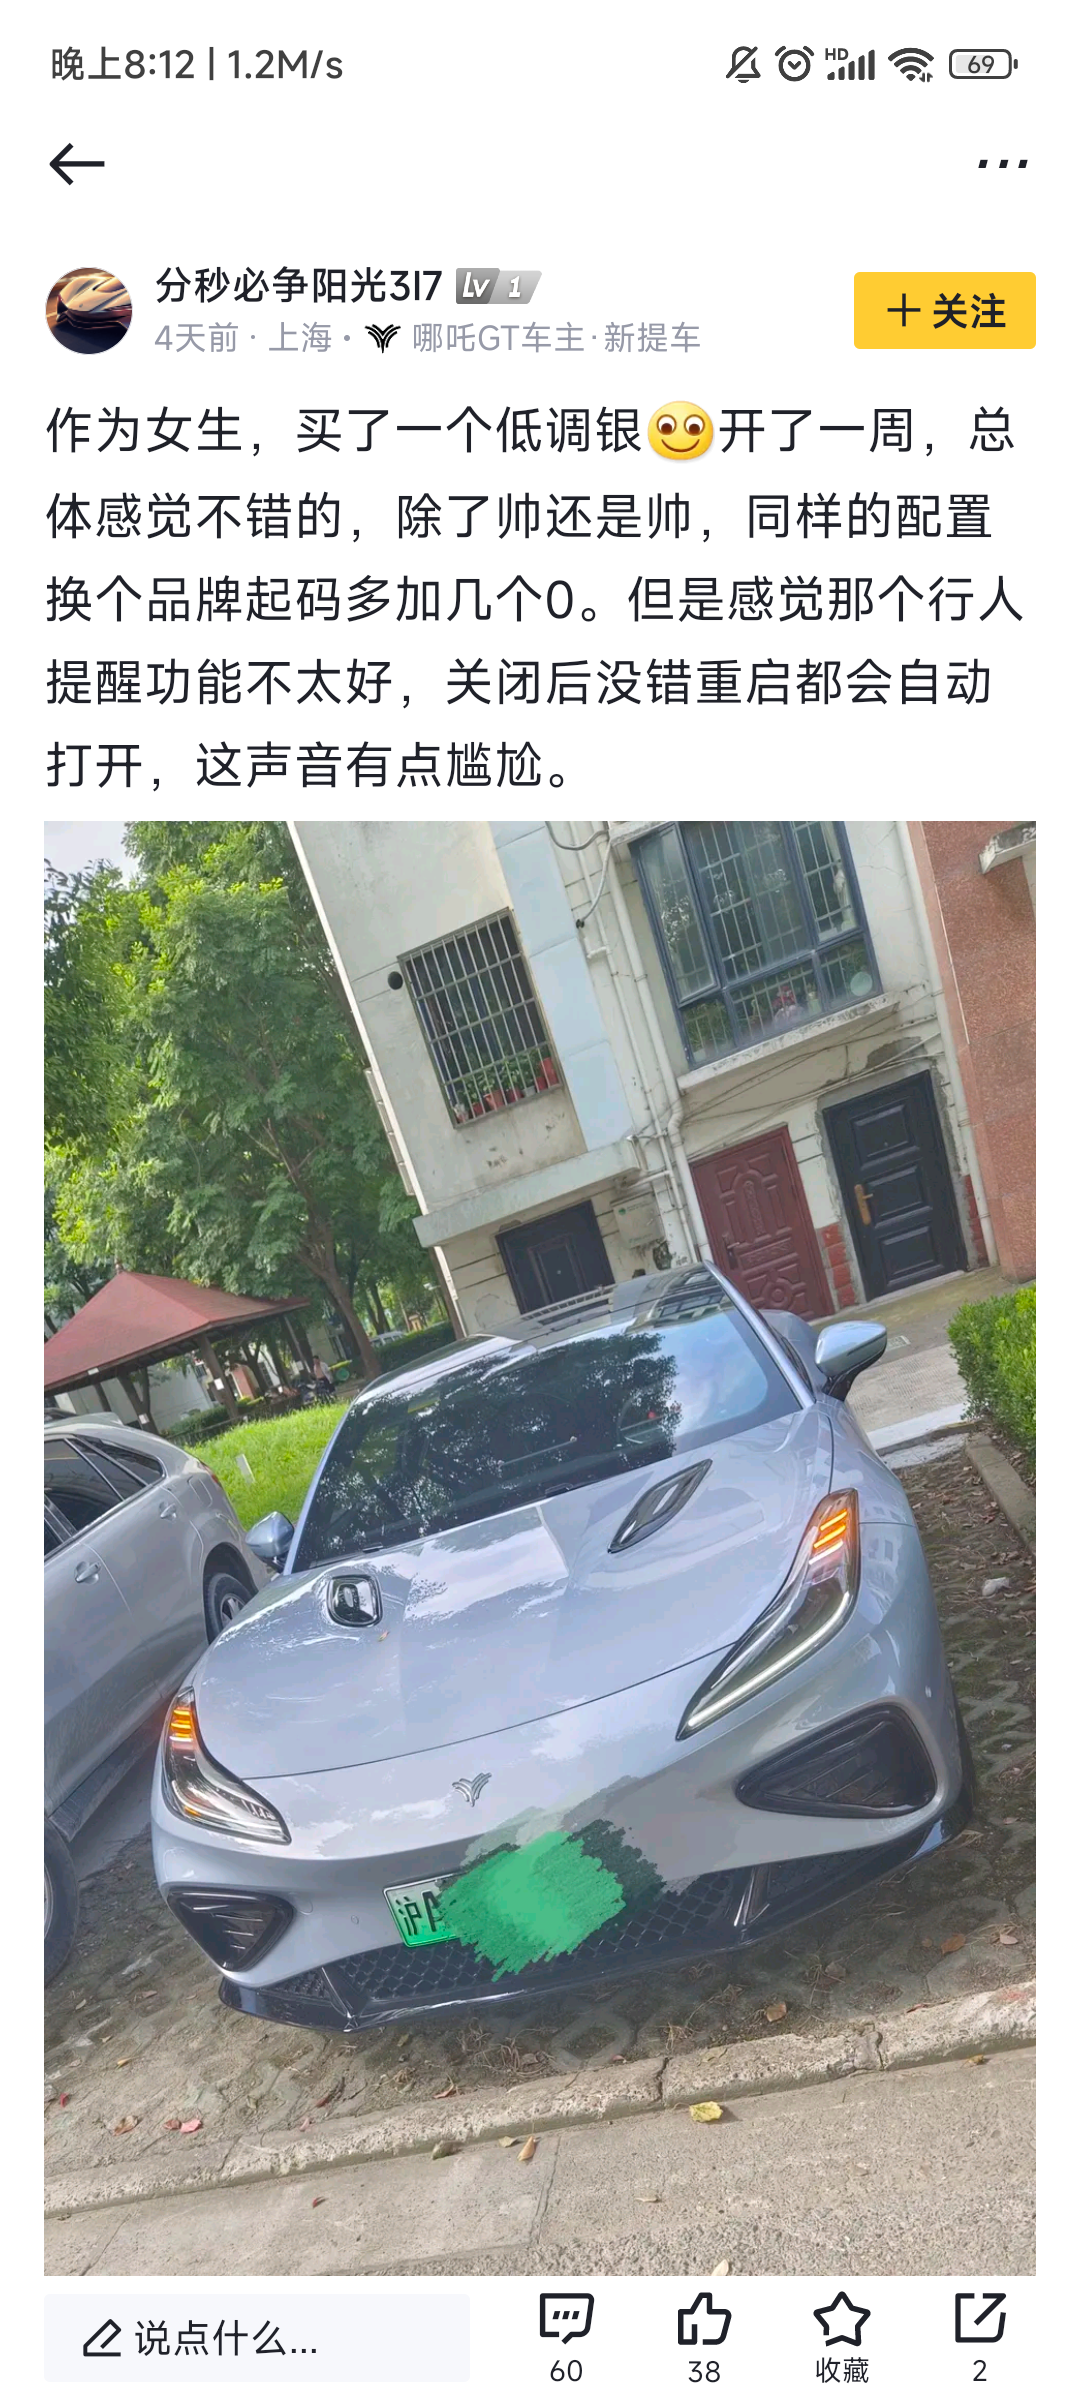 晚上8:12 | 1.2M/s
HD
69
分秒必争阳光3I7 Lv 1
4天前 · 上海 · 哪吒GT车主·新提车
关注
作为女生，买了一个低调银开了一周，总
体感觉不错的，除了帅还是帅，同样的配置
换个品牌起码多加几个0。但是感觉那个行人
提醒功能不太好，关闭后没错重启都会自动
打开，这声音有点尴尬。
沪A
说点什么...
60
38
收藏
2